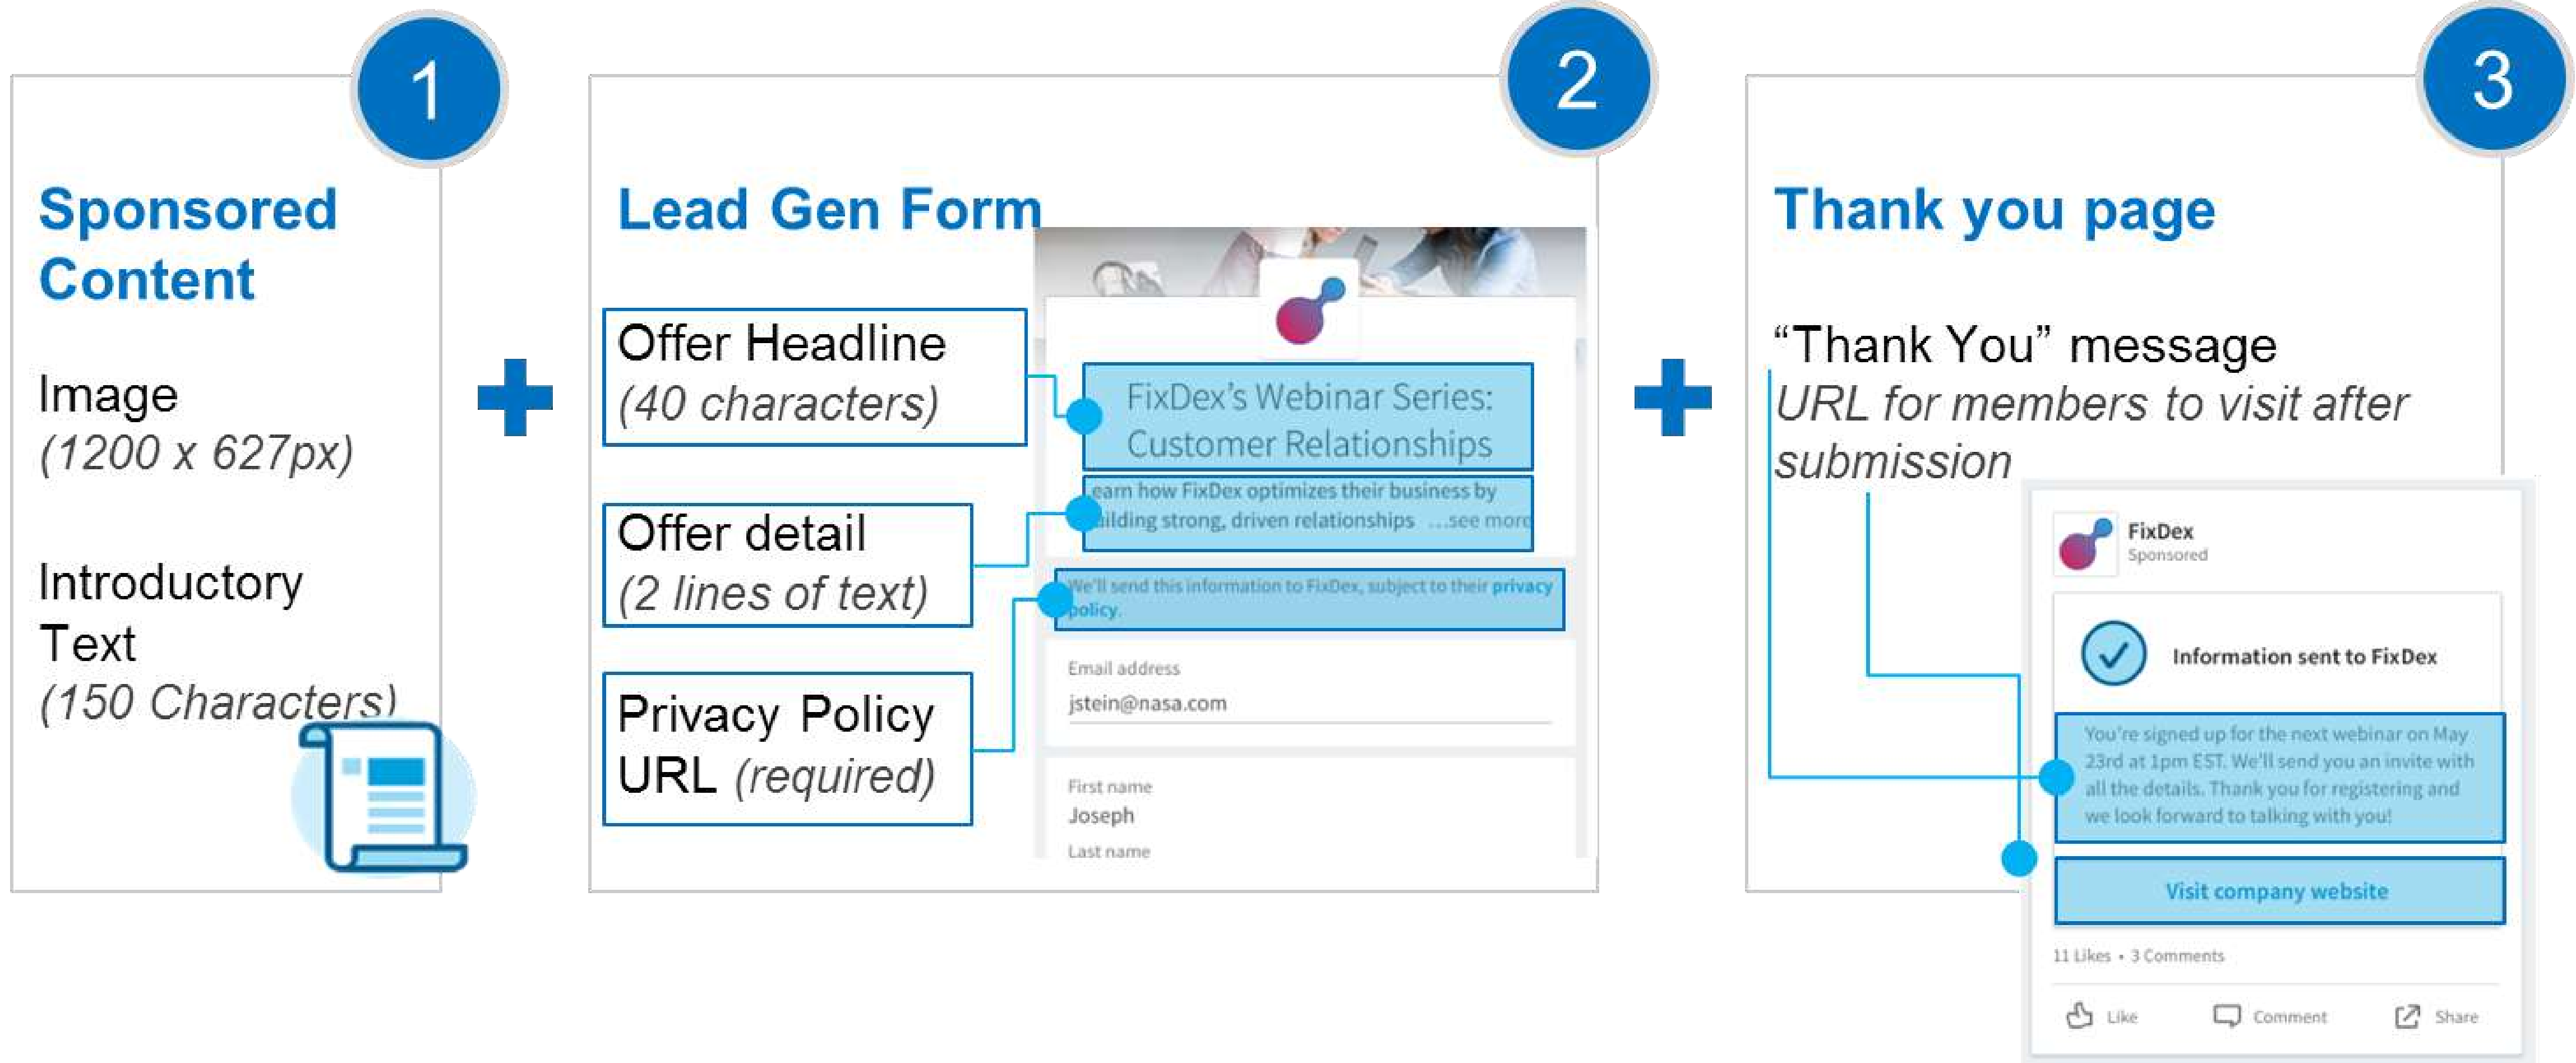 1
Sponsored
Content
Image
(1200 x 627px)
Introductory
Text
(150 Characters)
2
Lead Gen Form
Offer Headline
(40 characters)
Offer detail
(2 lines of text)
Privacy Policy
URL (required)
FixDex's Webinar Series:
Customer Relationships
earn how FixDex optimizes their business by
ilding strong, driven relationships ...see more
We'll send this information to FixDex, subject to their privacy
policy.
Email address
jstein@nasa.com
First name
Joseph
Last name
3
Thank you page
“Thank You” message
URL for members to visit after
submission
FixDex
Sponsored
Information sent to FixDex
You're signed up for the next webinar on May
23rd at 1pm EST. We'll send you an invite with
all the details. Thank you for registering and
we look forward to talking with you!
Visit company website
11 Likes • 3 Comments
Like Comment Share